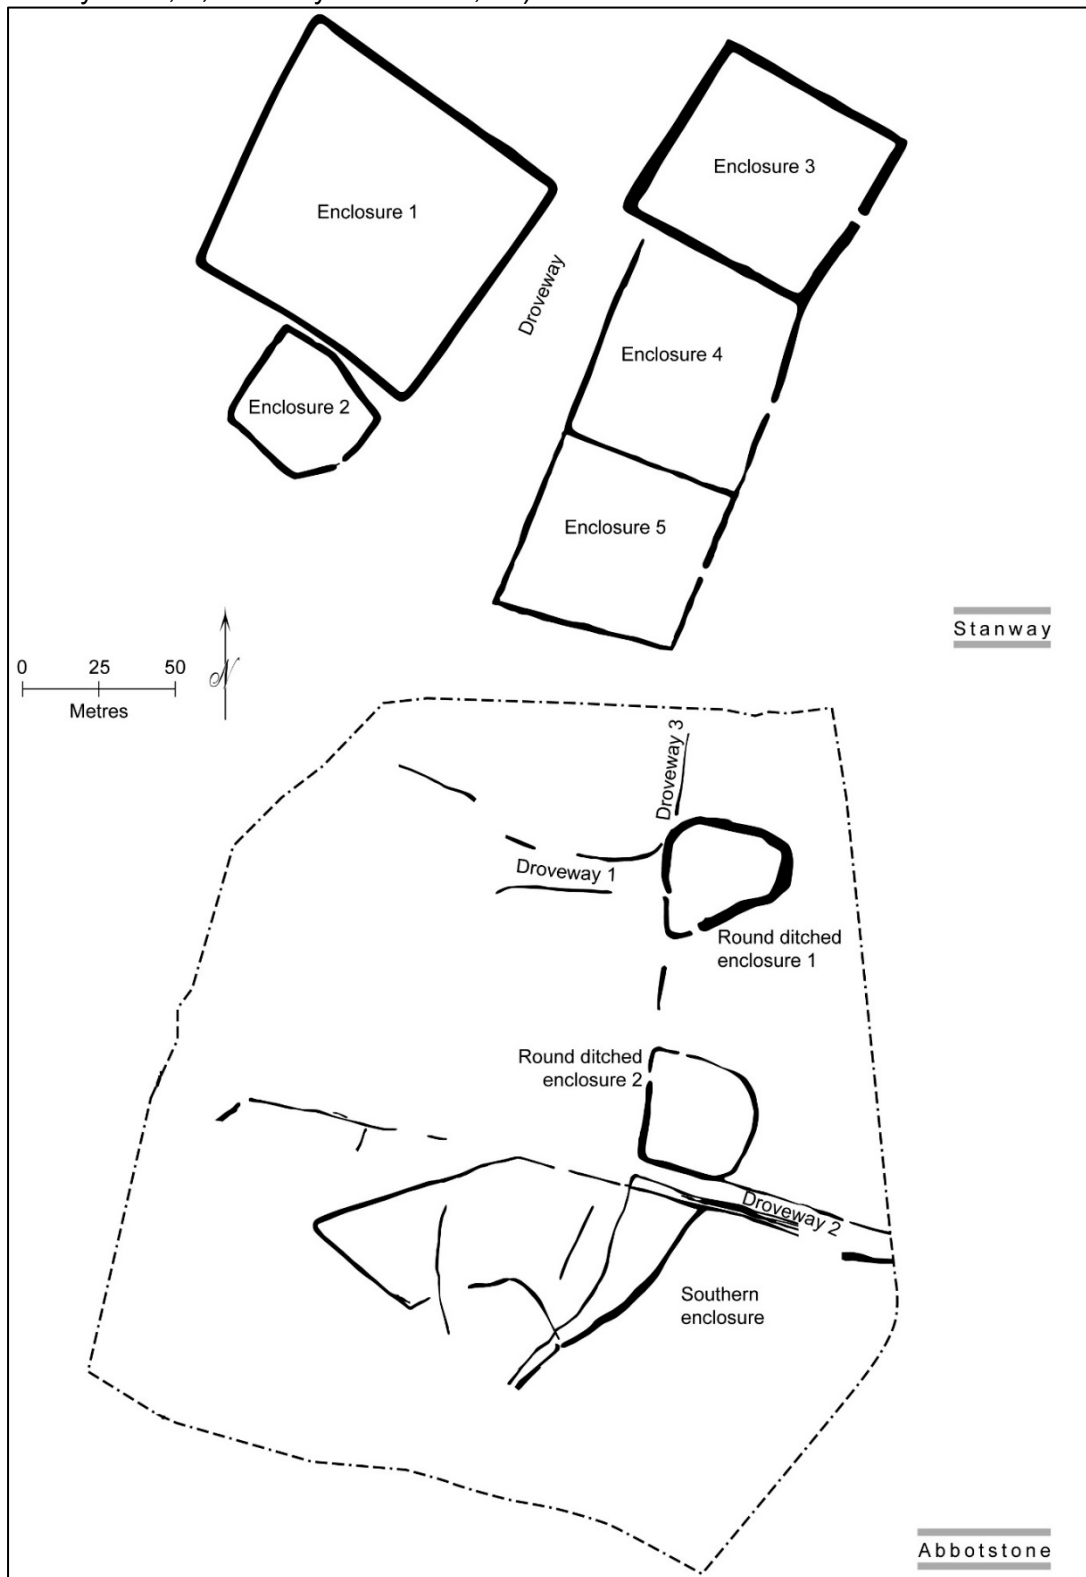 Enclosure 1
Enclosure 3
Droveway
Enclosure 4
Enclosure 2
Enclosure 5
Stanway
0 25 50
N
Metres
Droveway 3
Droveway 1
Round ditched
enclosure 1
Round ditched
enclosure 2
Droveway 2
Southern
enclosure
Abbotstone